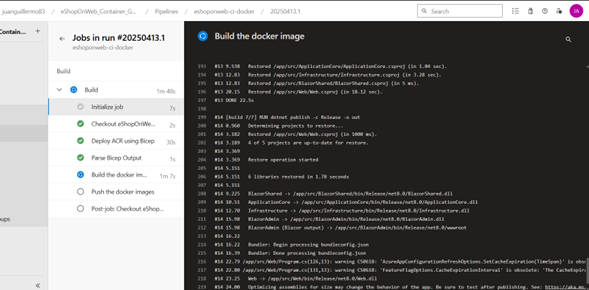 juanguillermo83 / eShopOnWeb_Container_G... / Pipelines / eshoponweb-ci-docker / 20250413.1
Search
JA
Contain... +
← Jobs in run #20250413.1
eshoponweb-ci-docker
Build
Build 1m 48s
Initialize job 7s
Checkout eShopOnWe... 2s
Deploy ACR using Bicep 30s
Parse Bicep Output 1s
Build the docker im... 1m 7s
Push the docker images
Post-job: Checkout eShop...
oups
«
Build the docker image
193 #13 9.538   Restored /app/src/ApplicationCore/ApplicationCore.csproj (in 1.04 sec).
194 #13 12.83   Restored /app/src/Infrastructure/Infrastructure.csproj (in 3.28 sec).
195 #13 12.83   Restored /app/src/BlazorShared/BlazorShared.csproj (in 5 ms).
196 #13 20.15   Restored /app/src/Web/Web.csproj (in 18.12 sec).
197 #13 DONE 22.5s
198
199 #14 [build 7/7] RUN dotnet publish -c Release -o out
200 #14 0.960   Determining projects to restore...
201 #14 3.182   Restored /app/src/Web/Web.csproj (in 1000 ms).
202 #14 3.189   4 of 5 projects are up-to-date for restore.
203 #14 3.369
204 #14 3.369   Restore operation started
205 #14 5.151
206 #14 5.151   6 libraries restored in 1.78 seconds
207 #14 5.151
208 #14 9.225   BlazorShared -> /app/src/BlazorShared/bin/Release/net8.0/BlazorShared.dll
209 #14 10.51   ApplicationCore -> /app/src/ApplicationCore/bin/Release/net8.0/ApplicationCore.dll
210 #14 12.70   Infrastructure -> /app/src/Infrastructure/bin/Release/net8.0/Infrastructure.dll
211 #14 15.98   BlazorAdmin -> /app/src/BlazorAdmin/bin/Release/net8.0/BlazorAdmin.dll
212 #14 15.98   BlazorAdmin (Blazor output) -> /app/src/BlazorAdmin/bin/Release/net8.0/wwwroot
213 #14 16.22
214 #14 16.22   Bundler: Begin processing bundleconfig.json
215 #14 16.39   Bundler: Done processing bundleconfig.json
216 #14 22.79 /app/src/Web/Program.cs(126,13): warning CS0618: 'AzureAppConfigurationRefreshOptions.SetCacheExpiration(TimeSpan)' is obso
217 #14 22.80 /app/src/Web/Program.cs(131,13): warning CS0618: 'FeatureFlagOptions.CacheExpirationInterval' is obsolete: 'The CacheExpir
218 #14 23.25   Web -> /app/src/Web/bin/Release/net8.0/Web.dll
219 #14 24.00   Optimizing assemblies for size may change the behavior of the app. Be sure to test after publishing. See: https://aka.ms